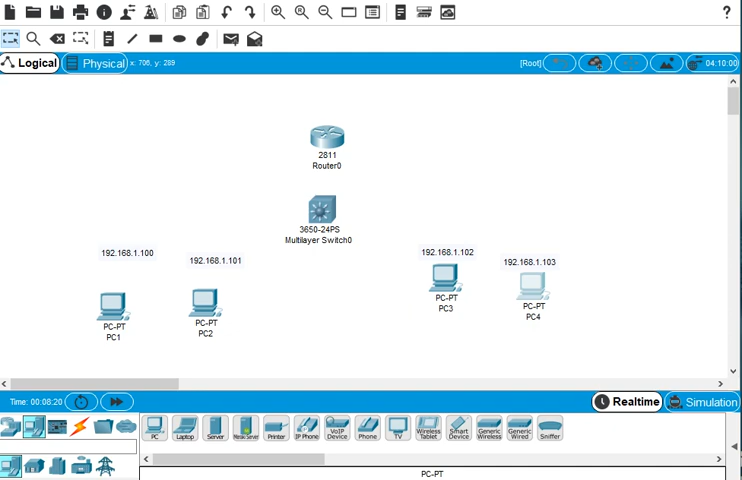 ?
Logical
Physical
x: 706, y: 289
[Root]
04:10:00
2811
Router0
3650-24PS
Multilayer Switch0
192.168.1.100
192.168.1.101
192.168.1.102
192.168.1.103
PC-PT
PC1
PC-PT
PC2
PC-PT
PC3
PC-PT
PC4
Time: 00:08:20
Realtime
Simulation
PC
Laptop
Server
Printer
IP Phone
VoIP
Device
Phone
TV
Wireless
Tablet
Smart
Device
Generic
Wireless
Generic
Wired
Sniffer
PC-PT